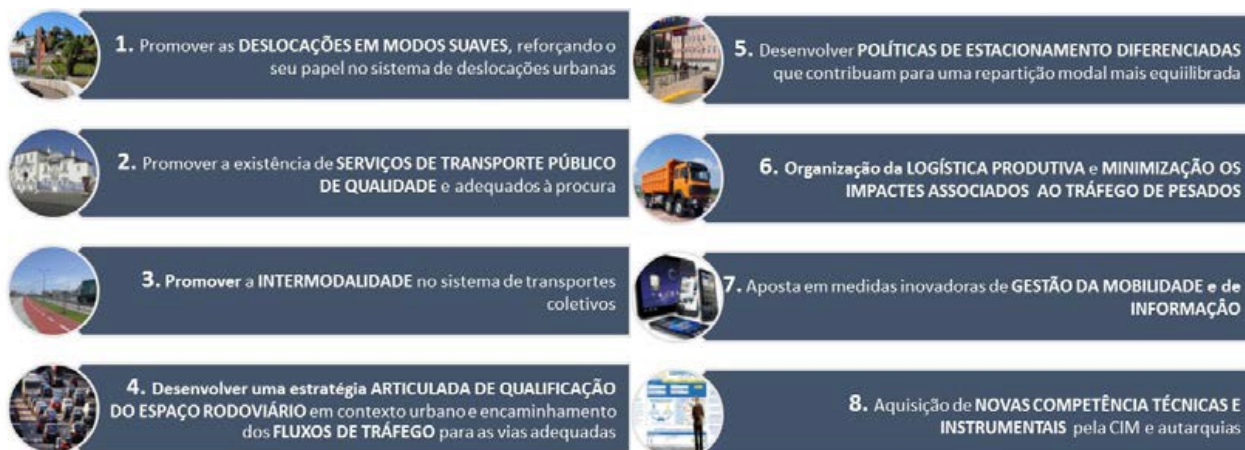 1. Promover as DESLOCAÇÕES EM MODOS SUAVES, reforçando o
seu papel no sistema de deslocações urbanas
2. Promover a existência de SERVIÇOS DE TRANSPORTE PÚBLICO
DE QUALIDADE e adequados à procura
3. Promover a INTERMODALIDADE no sistema de transportes
coletivos
4. Desenvolver uma estratégia ARTICULADA DE QUALIFICAÇÃO
DO ESPAÇO RODOVIÁRIO em contexto urbano e encaminhamento
dos FLUXOS DE TRÁFEGO para as vias adequadas
5. Desenvolver POLÍTICAS DE ESTACIONAMENTO DIFERENCIADAS
que contribuam para uma repartição modal mais equiilibrada
6. Organização da LOGÍSTICA PRODUTIVA e MINIMIZAÇÃO OS
IMPACTES ASSOCIADOS AO TRÁFEGO DE PESADOS
7. Aposta em medidas inovadoras de GESTÃO DA MOBILIDADE e de
INFORMAÇÃO
8. Aquisição de NOVAS COMPETÊNCIA TÉCNICAS E
INSTRUMENTAIS pela CIM e autarquias